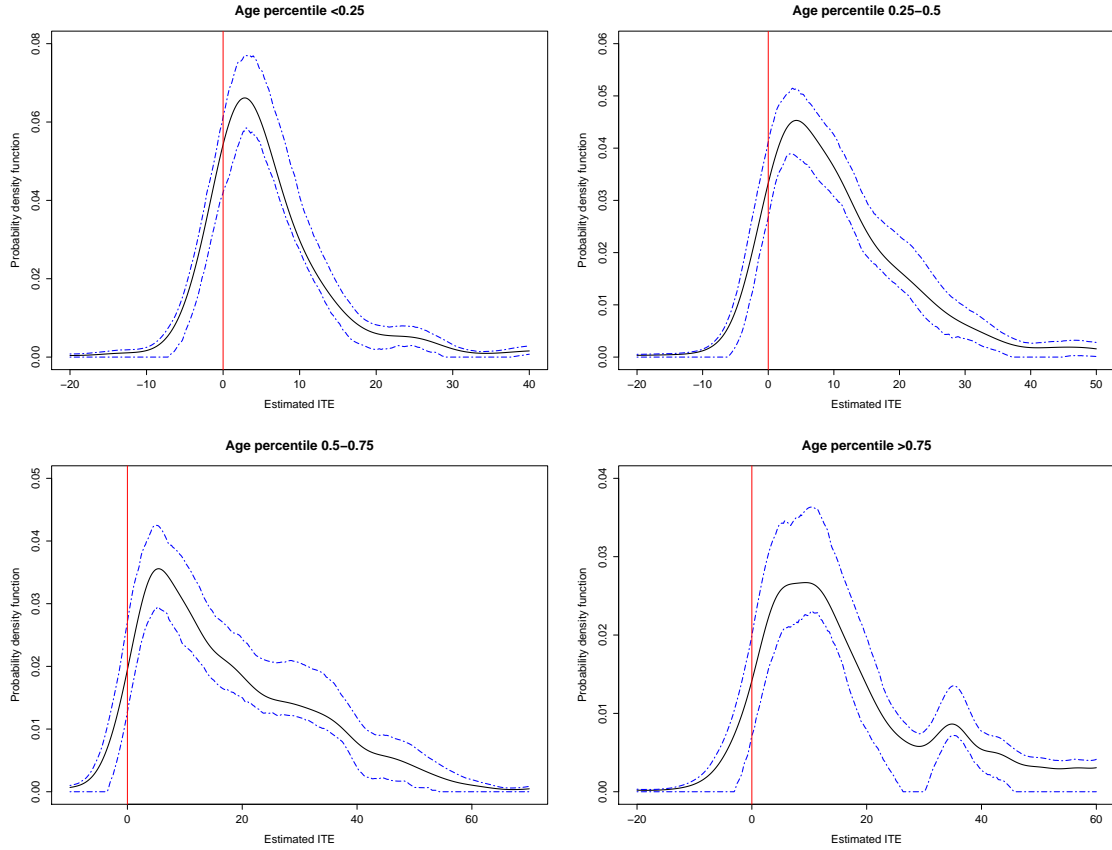 Age percentile <0.25
Probability density function
0.00 0.02 0.04 0.06 0.08
−20 −10 0 10 20 30 40
Estimated ITE
Age percentile 0.25−0.5
Probability density function
0.00 0.01 0.02 0.03 0.04 0.05 0.06
−20 −10 0 10 20 30 40 50
Estimated ITE
Age percentile 0.5−0.75
Probability density function
0.00 0.01 0.02 0.03 0.04 0.05
0 20 40 60
Estimated ITE
Age percentile >0.75
Probability density function
0.00 0.01 0.02 0.03 0.04
−20 0 20 40 60
Estimated ITE